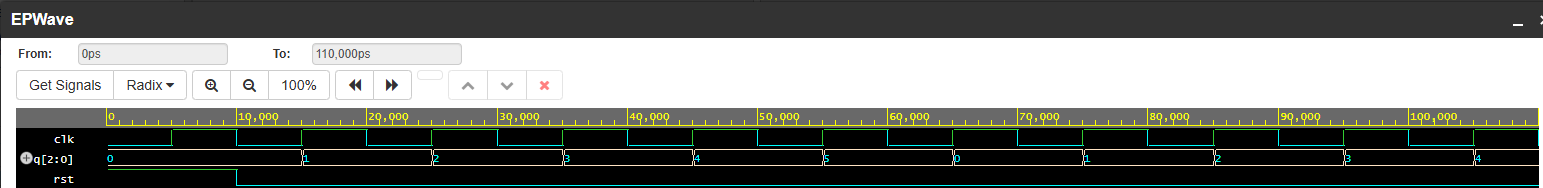 EPWave
From: 0ps To: 110,000ps
Get Signals Radix 100%
0 10,000 20,000 30,000 40,000 50,000 60,000 70,000 80,000 90,000 100,000
clk
q[2:0] 0 1 2 3 4 5 0 1 2 3 4
rst